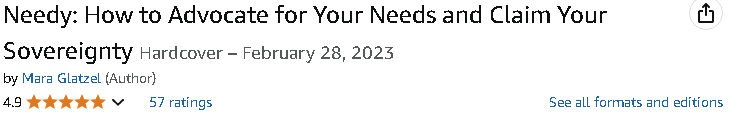 Needy: How to Advocate for Your Needs and Claim Your
Sovereignty Hardcover – February 28, 2023
by Mara Glatzel (Author)
4.9 57 ratings See all formats and editions